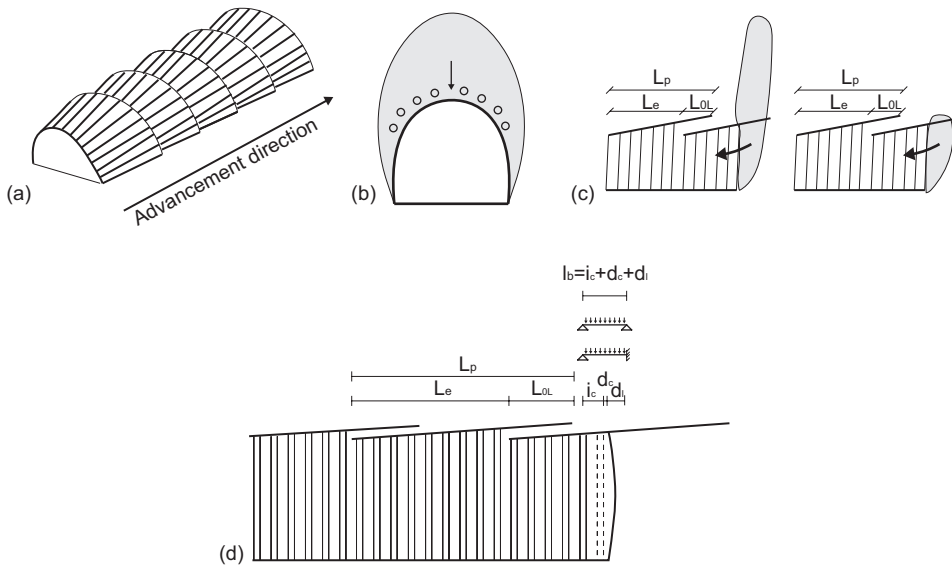 (a)
Advancement direction
(b)
(c)
Lp
Le
L0L
Lp
Le
L0L
lb=ic+dc+dl
Lp
Le
L0L
ic
dc
dl
(d)